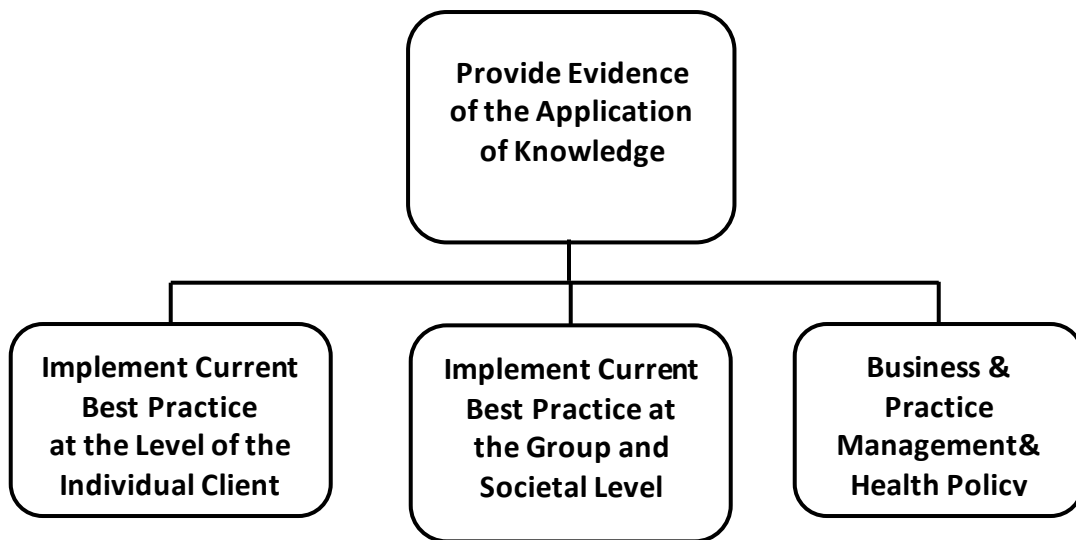 Provide Evidence
of the Application
of Knowledge
Implement Current
Best Practice
at the Level of the
Individual Client
Implement Current
Best Practice at
the Group and
Societal Level
Business &
Practice
Management&
Health Policy